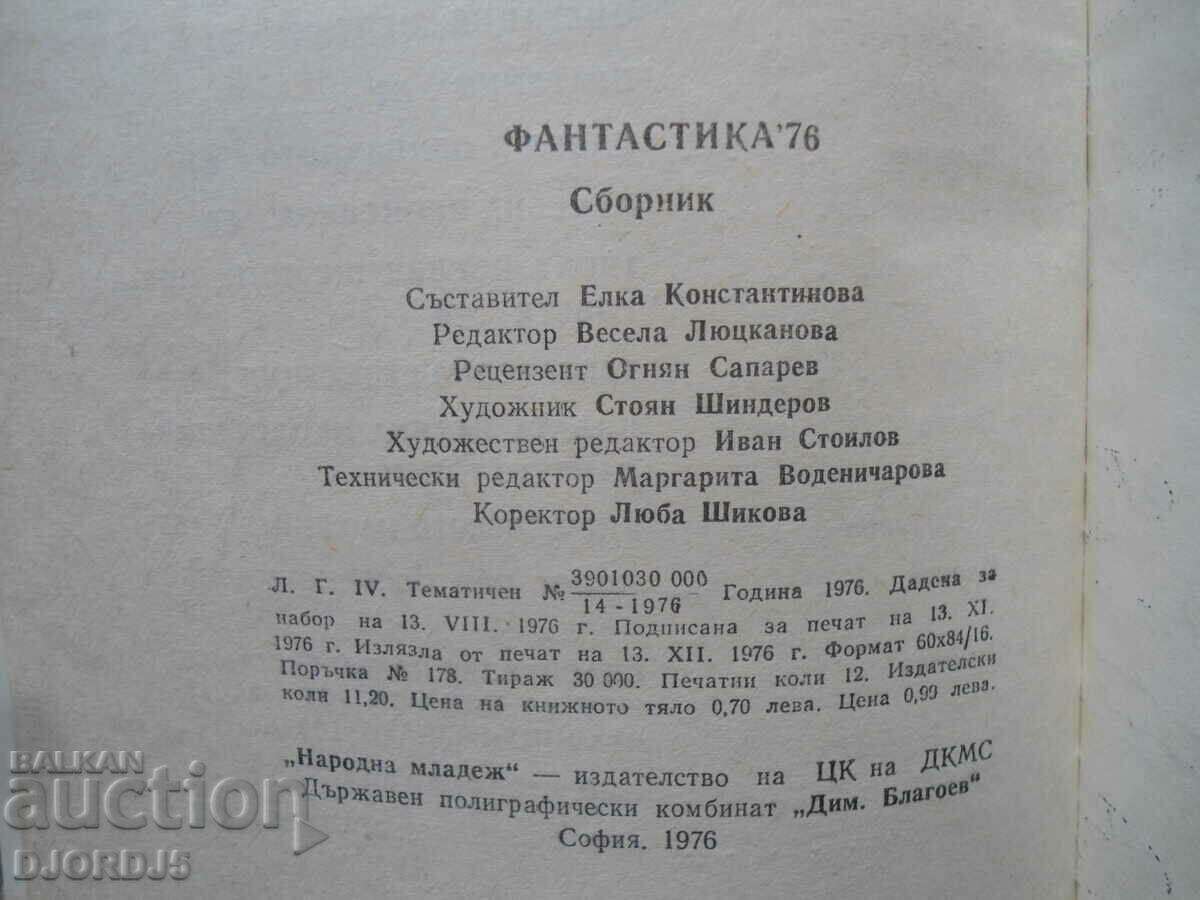 ФАНТАСТИКА'76
Сборник
Съставител Елка Константинова
Редактор Весела Люцканова
Рецензент Огнян Сапарев
Художник Стоян Шиндеров
Художествен редактор Иван Стоилов
Технически редактор Маргарита Воденичарова
Коректор Люба Шикова
Л. Г. IV. Тематичен № 3901030 000 / 14 - 1976 Година 1976. Дадена за
набор на 13. VIII. 1976 г. Подписана за печат на 13. XI.
1976 г. Излязла от печат на 13. XII. 1976 г. Формат 60x84/16.
Поръчка № 178. Тираж 30 000. Печатни коли 12. Издателски
коли 11,20. Цена на книжното тяло 0,70 лева. Цена 0,99 лева.
„Народна младеж“ — издателство на ЦК на ДКМС
Държавен полиграфически комбинат „Дим. Благоев“
София. 1976
BALKAN
auction
DJORDJ5